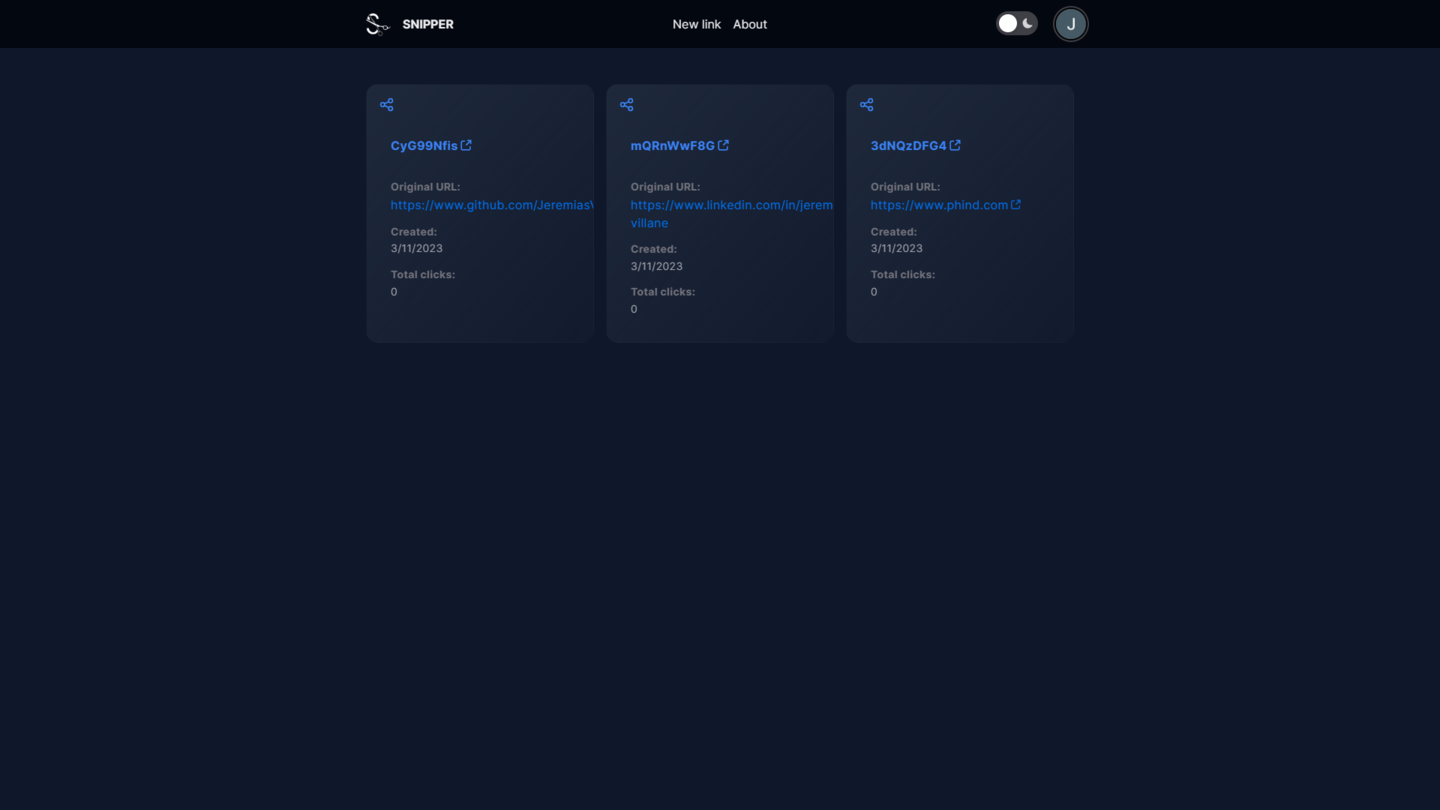 SNIPPER
New link
About
J
CyG99Nfis
Original URL:
https://www.github.com/Jeremias
Created:
3/11/2023
Total clicks:
0
mQRnWwF8G
Original URL:
https://www.linkedin.com/in/jerem
villane
Created:
3/11/2023
Total clicks:
0
3dNQzDFG4
Original URL:
https://www.phind.com
Created:
3/11/2023
Total clicks:
0